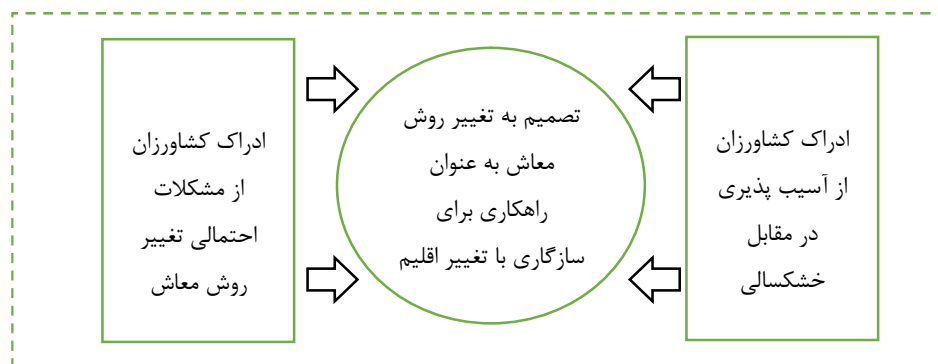 ادراک کشاورزان
از آسیب پذیری
در مقابل
خشکسالی
تصمیم به تغییر روش
معاش به عنوان
راهکاری برای
سازگاری با تغییر اقلیم
ادراک کشاورزان
از مشکلات
احتمالی تغییر
روش معاش